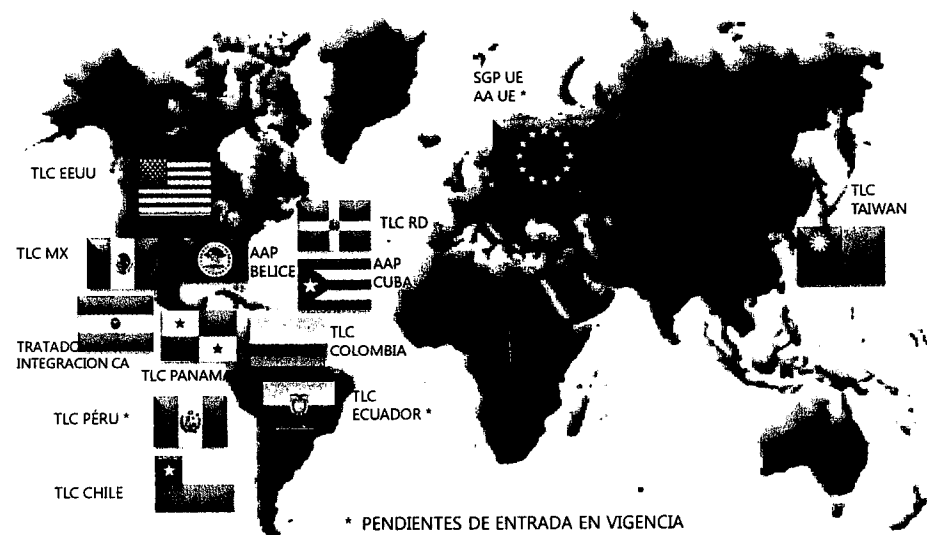 SGP UE
AA UE *
TLC EEUU
TLC
TAIWAN
TLC RD
TLC MX
AAP
BELICE
AAP
CUBA
TRATADO
INTEGRACION CA
TLC
COLOMBIA
TLC PANAMA
TLC
ECUADOR *
TLC PÉRU *
TLC CHILE
* PENDIENTES DE ENTRADA EN VIGENCIA